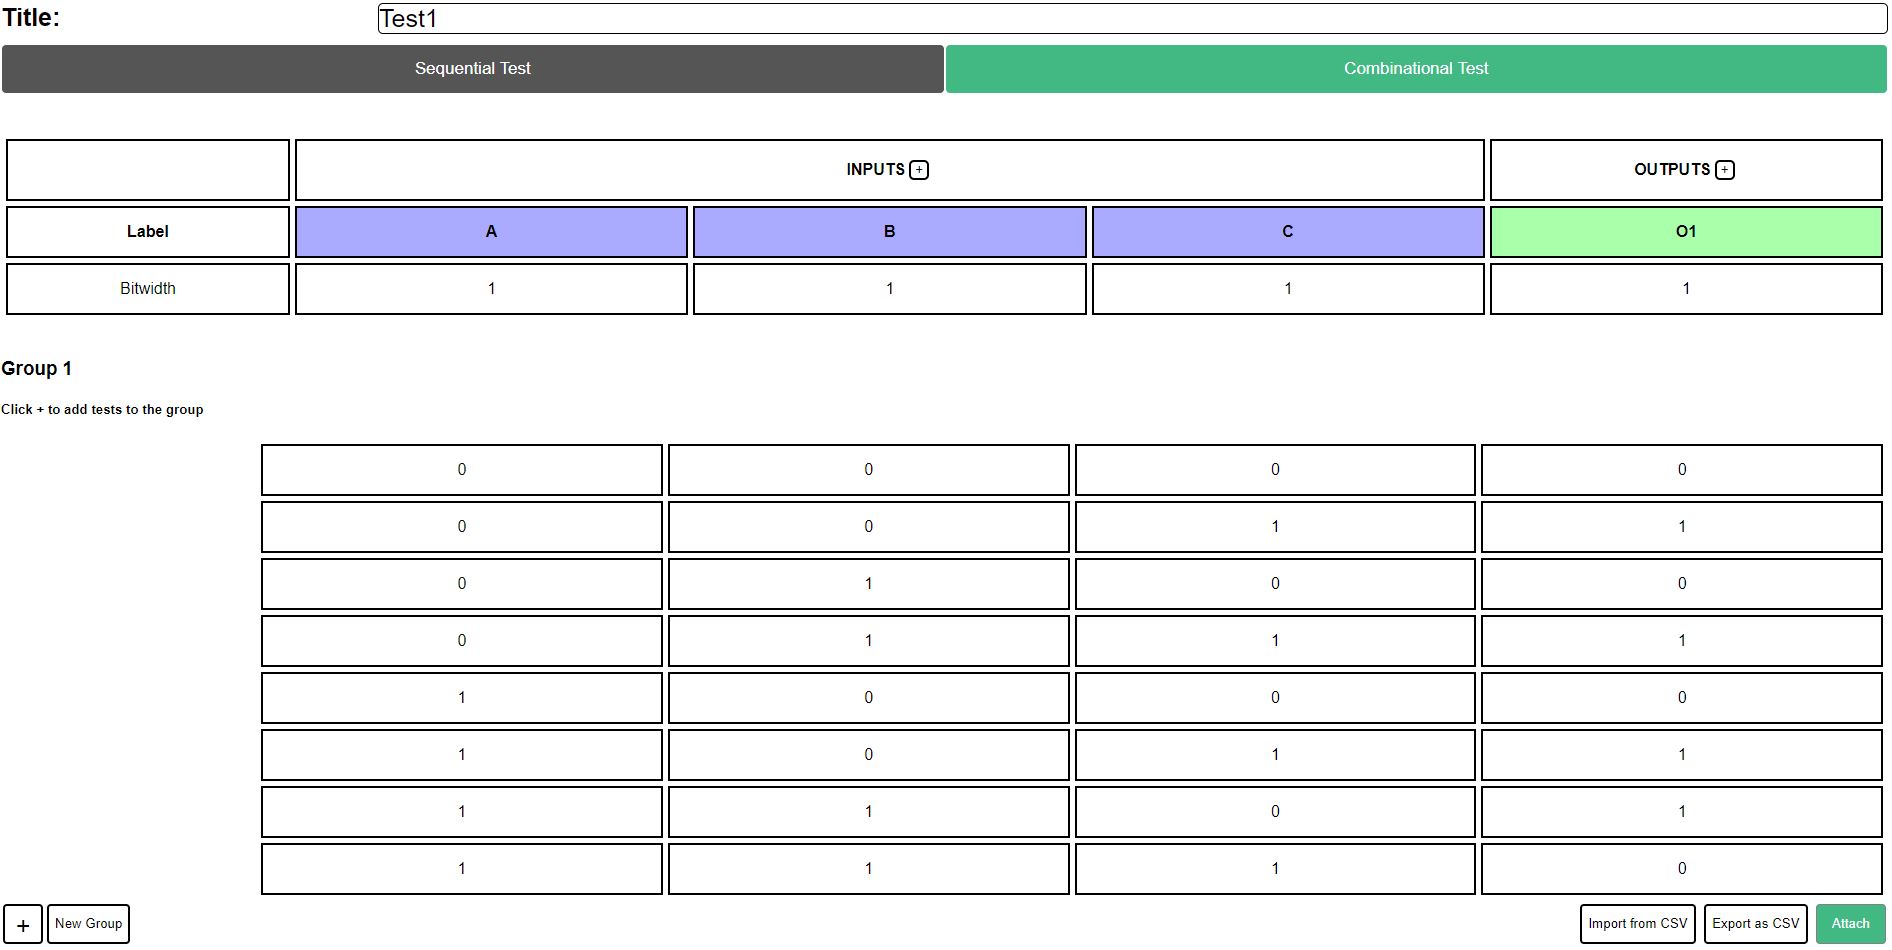 Title: Test1
Sequential Test Combinational Test
INPUTS + OUTPUTS +
Label A B C O1
Bitwidth 1 1 1 1
Group 1
Click + to add tests to the group
0 0 0 0
0 0 1 1
0 1 0 0
0 1 1 1
1 0 0 0
1 0 1 1
1 1 0 1
1 1 1 0
+ New Group Import from CSV Export as CSV Attach